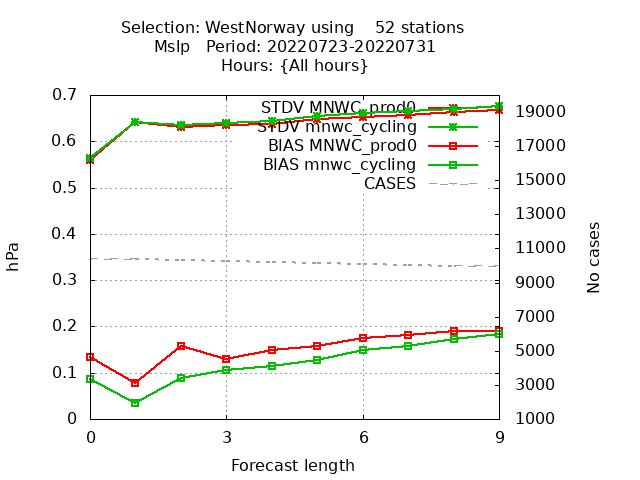 Selection: WestNorway using    52 stations
Mslp   Period: 20220723-20220731
Hours: {All hours}
0.7
0.6
0.5
0.4
0.3
0.2
0.1
0
hPa
STDV MNWC_prod0
STDV mnwc_cycling
BIAS MNWC_prod0
BIAS mnwc_cycling
CASES
19000
17000
15000
13000
11000
9000
7000
5000
3000
1000
No cases
0 3 6 9
Forecast length